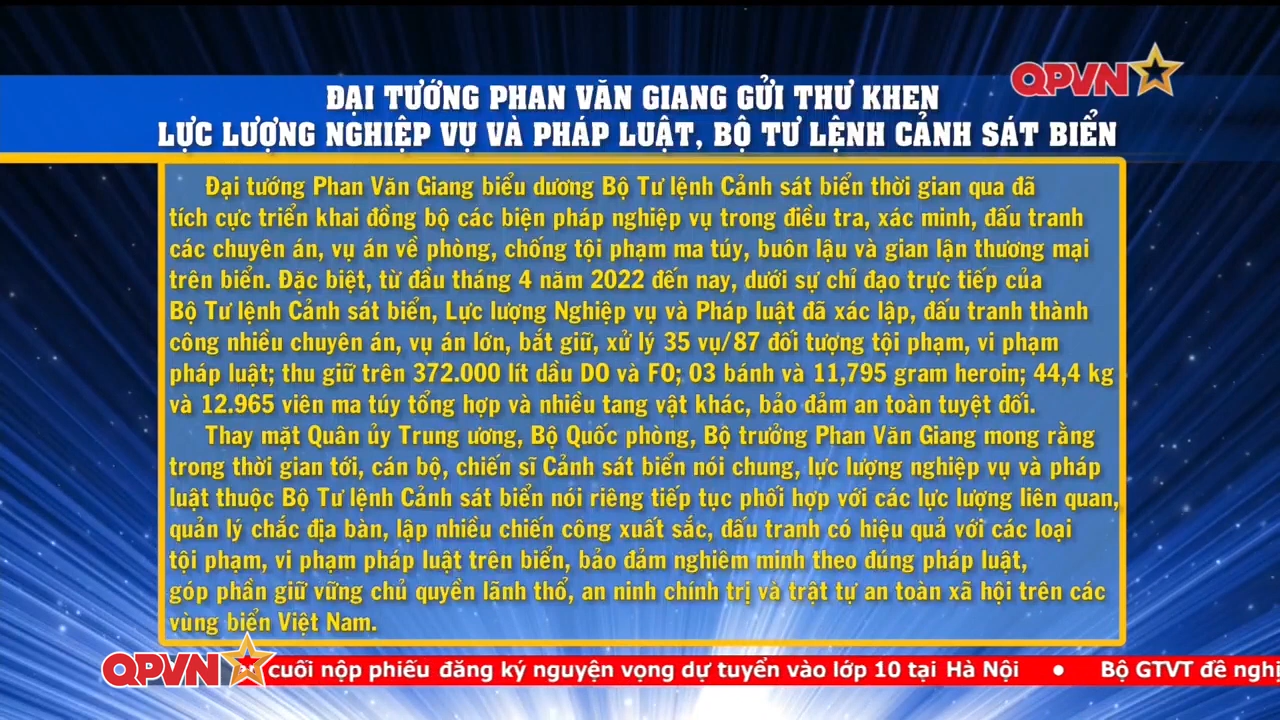 QPVN
ĐẠI TƯỚNG PHAN VĂN GIANG GỬI THƯ KHEN
LỰC LƯỢNG NGHIỆP VỤ VÀ PHÁP LUẬT, BỘ TƯ LỆNH CẢNH SÁT BIỂN
Đại tướng Phan Văn Giang biểu dương Bộ Tư lệnh Cảnh sát biển thời gian qua đã
tích cực triển khai đồng bộ các biện pháp nghiệp vụ trong điều tra, xác minh, đấu tranh
các chuyên án, vụ án về phòng, chống tội phạm ma túy, buôn lậu và gian lận thương mại
trên biển. Đặc biệt, từ đầu tháng 4 năm 2022 đến nay, dưới sự chỉ đạo trực tiếp của
Bộ Tư lệnh Cảnh sát biển, Lực lượng Nghiệp vụ và Pháp luật đã xác lập, đấu tranh thành
công nhiều chuyên án, vụ án lớn, bắt giữ, xử lý 35 vụ/87 đối tượng tội phạm, vi phạm
pháp luật; thu giữ trên 372.000 lít dầu DO và FO; 03 bánh và 11,795 gram heroin; 44,4 kg
và 12.965 viên ma túy tổng hợp và nhiều tang vật khác, bảo đảm an toàn tuyệt đối.
Thay mặt Quân ủy Trung ương, Bộ Quốc phòng, Bộ trưởng Phan Văn Giang mong rằng
trong thời gian tới, cán bộ, chiến sĩ Cảnh sát biển nói chung, lực lượng nghiệp vụ và pháp
luật thuộc Bộ Tư lệnh Cảnh sát biển nói riêng tiếp tục phối hợp với các lực lượng liên quan,
quản lý chắc địa bàn, lập nhiều chiến công xuất sắc, đấu tranh có hiệu quả với các loại
tội phạm, vi phạm pháp luật trên biển, bảo đảm nghiêm minh theo đúng pháp luật,
góp phần giữ vững chủ quyền lãnh thổ, an ninh chính trị và trật tự an toàn xã hội trên các
vùng biển Việt Nam.
QPVN cuối nộp phiếu đăng ký nguyện vọng dự tuyển vào lớp 10 tại Hà Nội • Bộ GTVT đề nghị